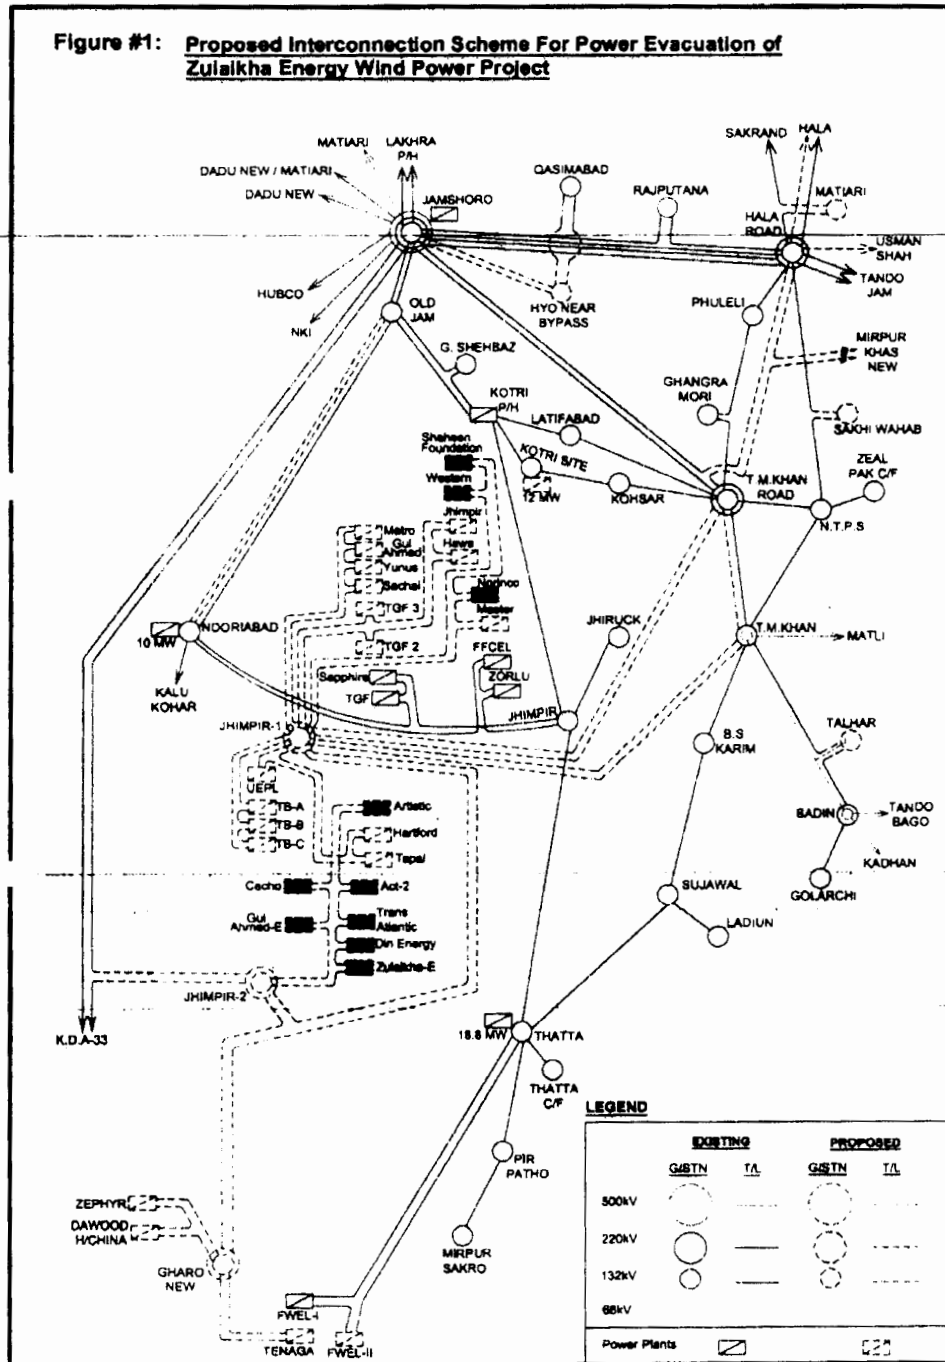 Figure #1: Proposed Interconnection Scheme For Power Evacuation of
Zulaikha Energy Wind Power Project
MATIARI
LAKHRA
P/H
DADU NEW / MATIARI
DADU NEW
JAMSHORO
QASIMABAD
RAJPUTANA
SAKRAND
HALA
MATIARI
HALA
ROAD
USMAN
SHAH
TANDO
JAM
HUBCO
NKI
OLD
JAM
HYD NEAR
BYPASS
PHULELI
MIRPUR
KHAS
NEW
G. SHEHBAZ
KOTRI
P/H
GHANGRA
MORI
LATIFABAD
SAKHI WAHAB
Shaheen
Foundation
KOTRI SITE
12 MW
KOHSAR
T.M.KHAN
ROAD
ZEAL
PAK C/F
N.T.P.S
Western
Jhimpir
Hawa
Metro
Gul
Ahmed
Yunus
Sachal
TGF 3
TGF 2
Norinco
Master
NOORIABAD
10 MW
KALU
KOHAR
FFCEL
ZORLU
Sapphire
TGF
JHIRUCK
JHIMPIR
T.M.KHAN
MATLI
JHIMPIR-1
B.S
KARIM
TALHAR
UEPL
TB-A
TB-B
TB-C
Artistic
Hartford
Tapal
BADIN
TANDO
BAGO
KADHAN
GOLARCHI
Cacho
Act-2
Gul
Ahmed-E
Trans
Atlantic
Din Energy
Zulaikha-E
SUJAWAL
LADIUN
JHIMPIR-2
K.D.A-33
18.8 MW
THATTA
THATTA
C/F
PIR
PATHO
MIRPUR
SAKRO
ZEPHYR
DAWOOD
H/CHINA
GHARO
NEW
FWEL-I
TENAGA
FWEL-II
LEGEND
EXISTING
PROPOSED
G/STN T/L G/STN T/L
500kV
220kV
132kV
66kV
Power Plants